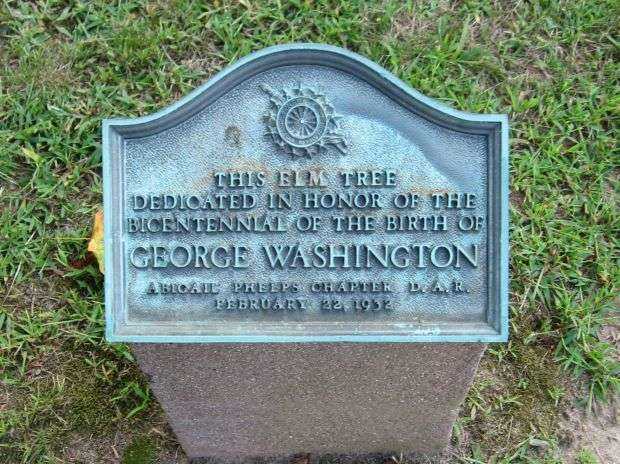 THIS ELM TREE
DEDICATED IN HONOR OF THE
BICENTENNIAL OF THE BIRTH OF
GEORGE WASHINGTON
ABIGAIL PHELPS CHAPTER D.A.R.
FEBRUARY 22, 1932